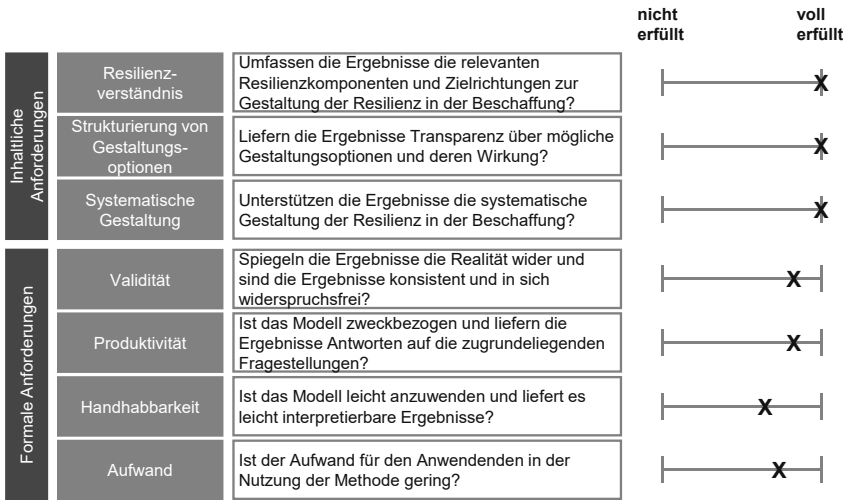 nicht
erfüllt
voll
erfüllt
Inhaltliche
Anforderungen
Resilienz-
verständnis
Umfassen die Ergebnisse die relevanten
Resilienzkomponenten und Zielrichtungen zur
Gestaltung der Resilienz in der Beschaffung?
X
Strukturierung von
Gestaltungs-
optionen
Liefern die Ergebnisse Transparenz über mögliche
Gestaltungsoptionen und deren Wirkung?
X
Systematische
Gestaltung
Unterstützen die Ergebnisse die systematische
Gestaltung der Resilienz in der Beschaffung?
X
Formale Anforderungen
Validität
Spiegeln die Ergebnisse die Realität wider und
sind die Ergebnisse konsistent und in sich
widerspruchsfrei?
X
Produktivität
Ist das Modell zweckbezogen und liefern die
Ergebnisse Antworten auf die zugrundeliegenden
Fragestellungen?
X
Handhabbarkeit
Ist das Modell leicht anzuwenden und liefert es
leicht interpretierbare Ergebnisse?
X
Aufwand
Ist der Aufwand für den Anwendenden in der
Nutzung der Methode gering?
X